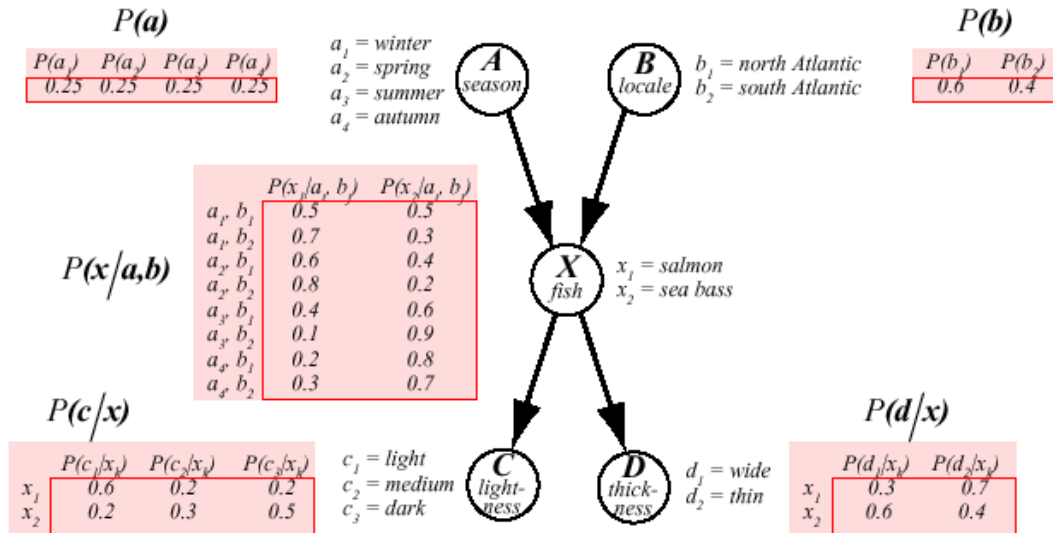 P(a)
P(a₁) P(a₂) P(a₃) P(a₄)
0.25 0.25 0.25 0.25
a₁ = winter
a₂ = spring
a₃ = summer
a₄ = autumn
A
season
B
locale
b₁ = north Atlantic
b₂ = south Atlantic
P(b)
P(b₁) P(b₂)
0.6 0.4
P(x|a,b)
P(x₁|aᵢ, bⱼ) P(x₂|aᵢ, bⱼ)
a₁, b₁ 0.5 0.5
a₁, b₂ 0.7 0.3
a₂, b₁ 0.6 0.4
a₂, b₂ 0.8 0.2
a₃, b₁ 0.4 0.6
a₃, b₂ 0.1 0.9
a₄, b₁ 0.2 0.8
a₄, b₂ 0.3 0.7
X
fish
x₁ = salmon
x₂ = sea bass
P(c/x)
P(c₁|xₖ) P(c₂|xₖ) P(c₃|xₖ)
x₁ 0.6 0.2 0.2
x₂ 0.2 0.3 0.5
c₁ = light
c₂ = medium
c₃ = dark
C
light-
ness
D
thick-
ness
d₁ = wide
d₂ = thin
P(d/x)
P(d₁|xₖ) P(d₂|xₖ)
x₁ 0.3 0.7
x₂ 0.6 0.4